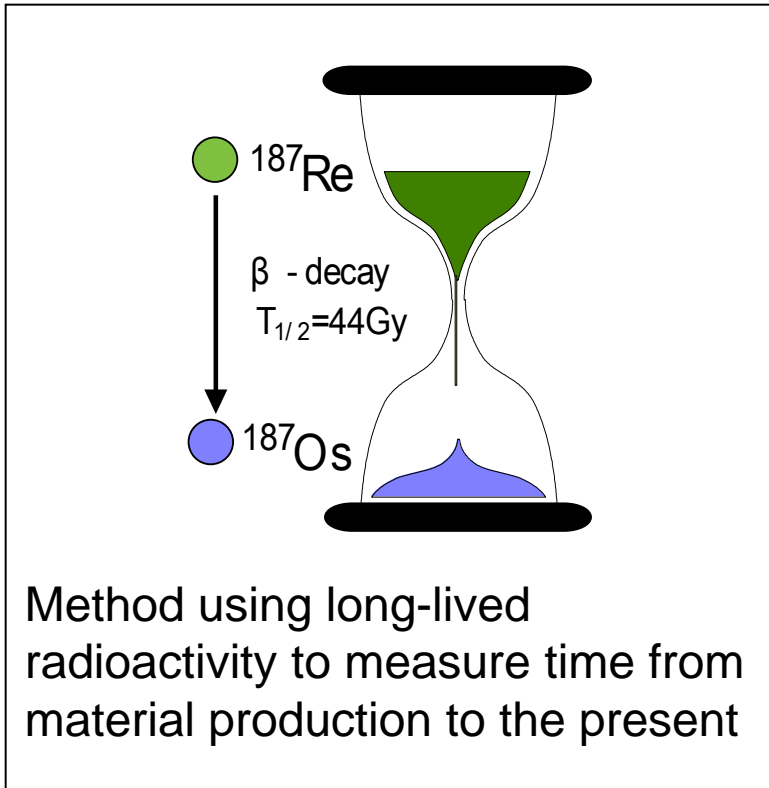 ¹⁸⁷Re
β - decay
T₁/₂=44Gy
¹⁸⁷Os
Method using long-lived
radioactivity to measure time from
material production to the present